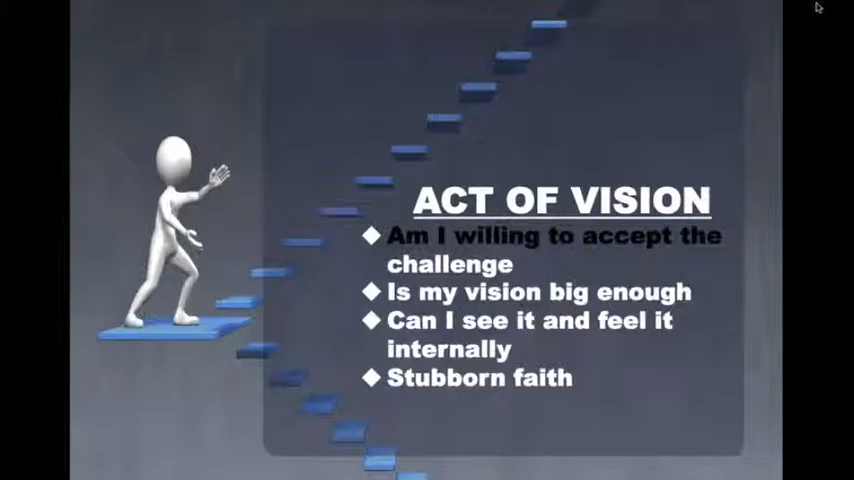 ACT OF VISION
◆ Am I willing to accept the
challenge
◆ Is my vision big enough
◆ Can I see it and feel it
internally
◆ Stubborn faith